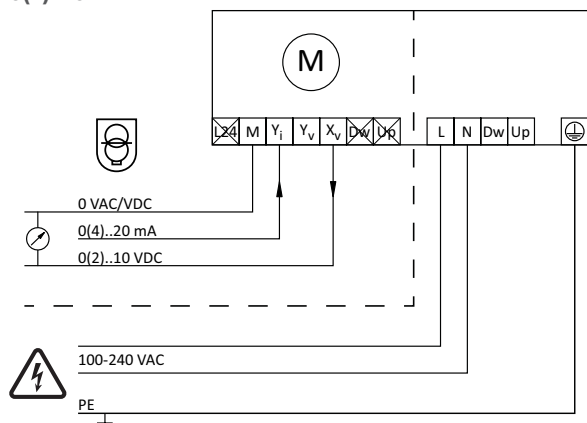 M
L24 M Yi Yv Xv Dw Up L N Dw Up
0 VAC/VDC
0(4)..20 mA
0(2)..10 VDC
100-240 VAC
PE